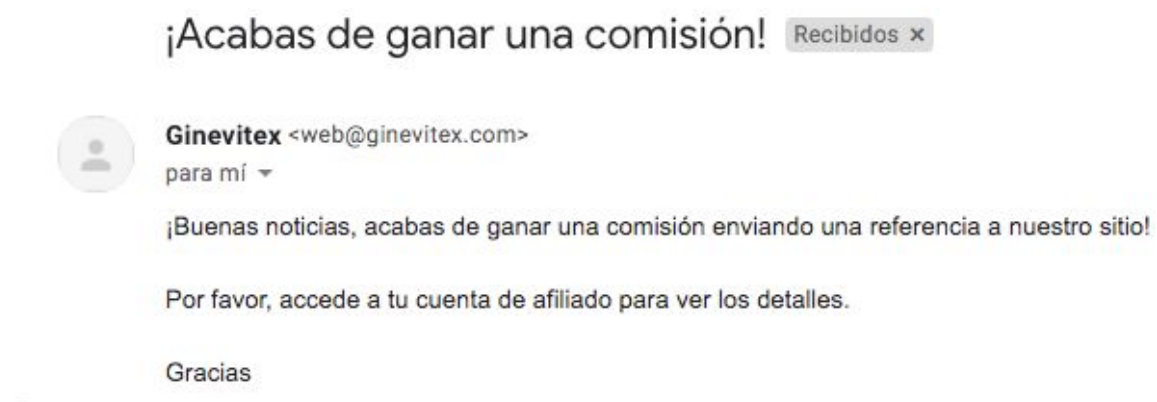 ¡Acabas de ganar una comisión! Recibidos ×
Ginevitex <web@ginevitex.com>
para mí
¡Buenas noticias, acabas de ganar una comisión enviando una referencia a nuestro sitio!
Por favor, accede a tu cuenta de afiliado para ver los detalles.
Gracias